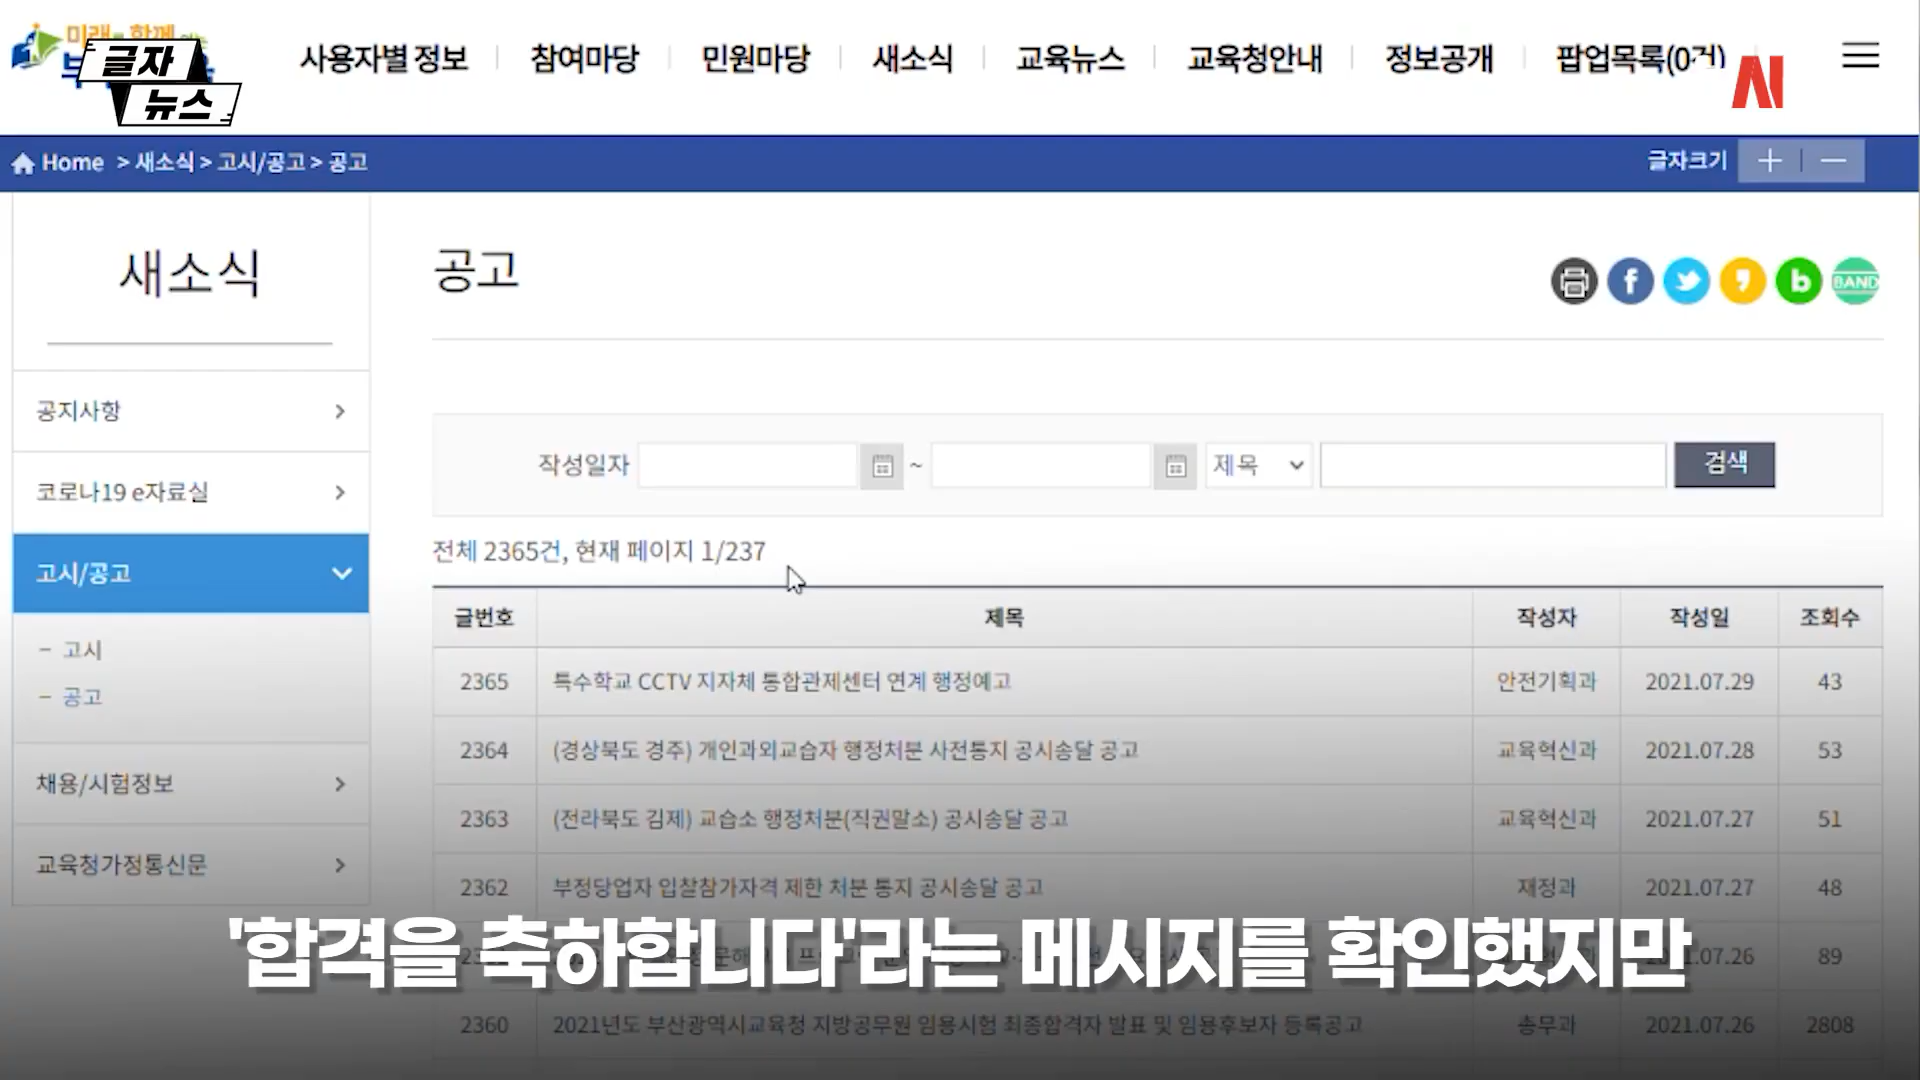 글자
뉴스
사용자별 정보
참여마당
민원마당
새소식
교육뉴스
교육청안내
정보공개
팝업목록(0건)
Home > 새소식 > 고시/공고 > 공고
글자크기
새소식
공지사항
코로나19 e자료실
고시/공고
- 고시
- 공고
채용/시험정보
교육청가정통신문
공고
BAND
작성일자 ~ 제목 검색
전체 2365건, 현재 페이지 1/237
글번호 제목 작성자 작성일 조회수
2365 특수학교 CCTV 지자체 통합관제센터 연계 행정예고 안전기획과 2021.07.29 43
2364 (경상북도 경주) 개인과외교습자 행정처분 사전통지 공시송달 공고 교육혁신과 2021.07.28 53
2363 (전라북도 김제) 교습소 행정처분(직권말소) 공시송달 공고 교육혁신과 2021.07.27 51
2362 부정당업자 입찰참가자격 제한 처분 통지 공시송달 공고 재정과 2021.07.27 48
89
'합격을 축하합니다'라는 메시지를 확인했지만
2360 2021년도 부산광역시교육청 지방공무원 임용시험 최종합격자 발표 및 임용후보자 등록공고 총무과 2021.07.26 2808